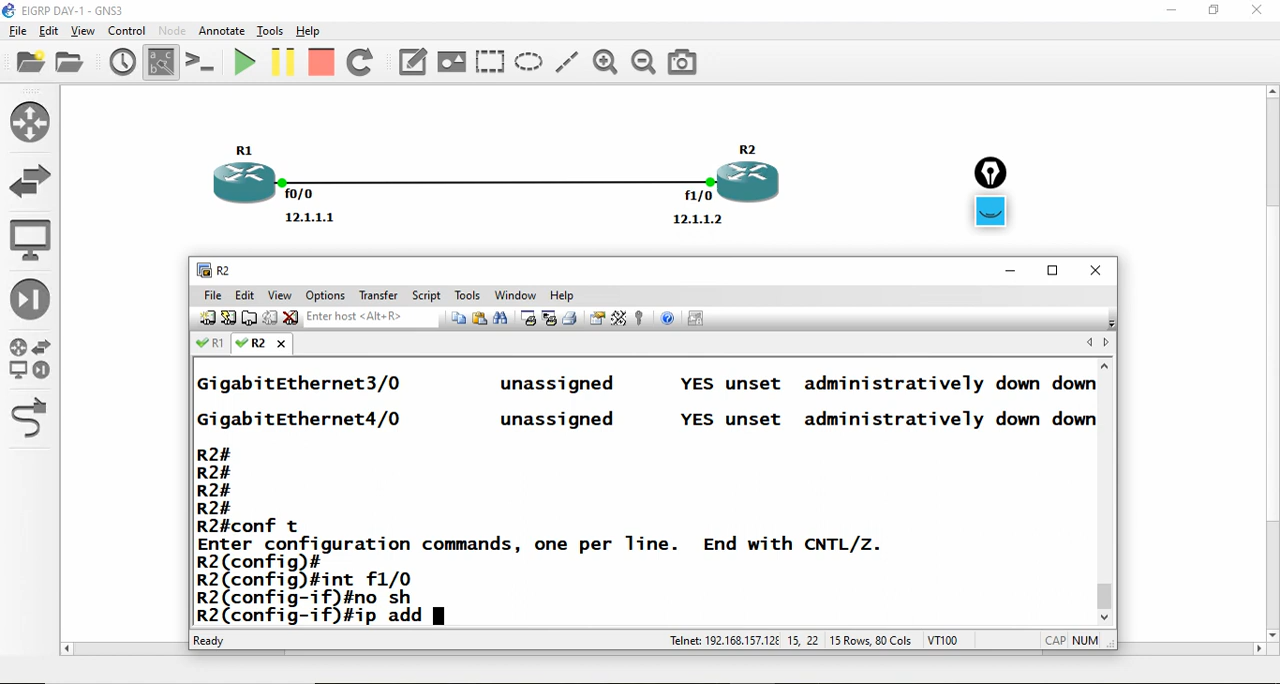 EIGRP DAY-1 - GNS3
File Edit View Control Node Annotate Tools Help
R1
R2
f0/0
f1/0
12.1.1.1
12.1.1.2
R2
File Edit View Options Transfer Script Tools Window Help
Enter host <Alt+R>
R1 R2
GigabitEthernet3/0 unassigned YES unset administratively down down
GigabitEthernet4/0 unassigned YES unset administratively down down
R2#
R2#
R2#
R2#
R2#conf t
Enter configuration commands, one per line. End with CNTL/Z.
R2(config)#
R2(config)#int f1/0
R2(config-if)#no sh
R2(config-if)#ip add
Ready Telnet: 192.168.157.128 15, 22 15 Rows, 80 Cols VT100 CAP NUM